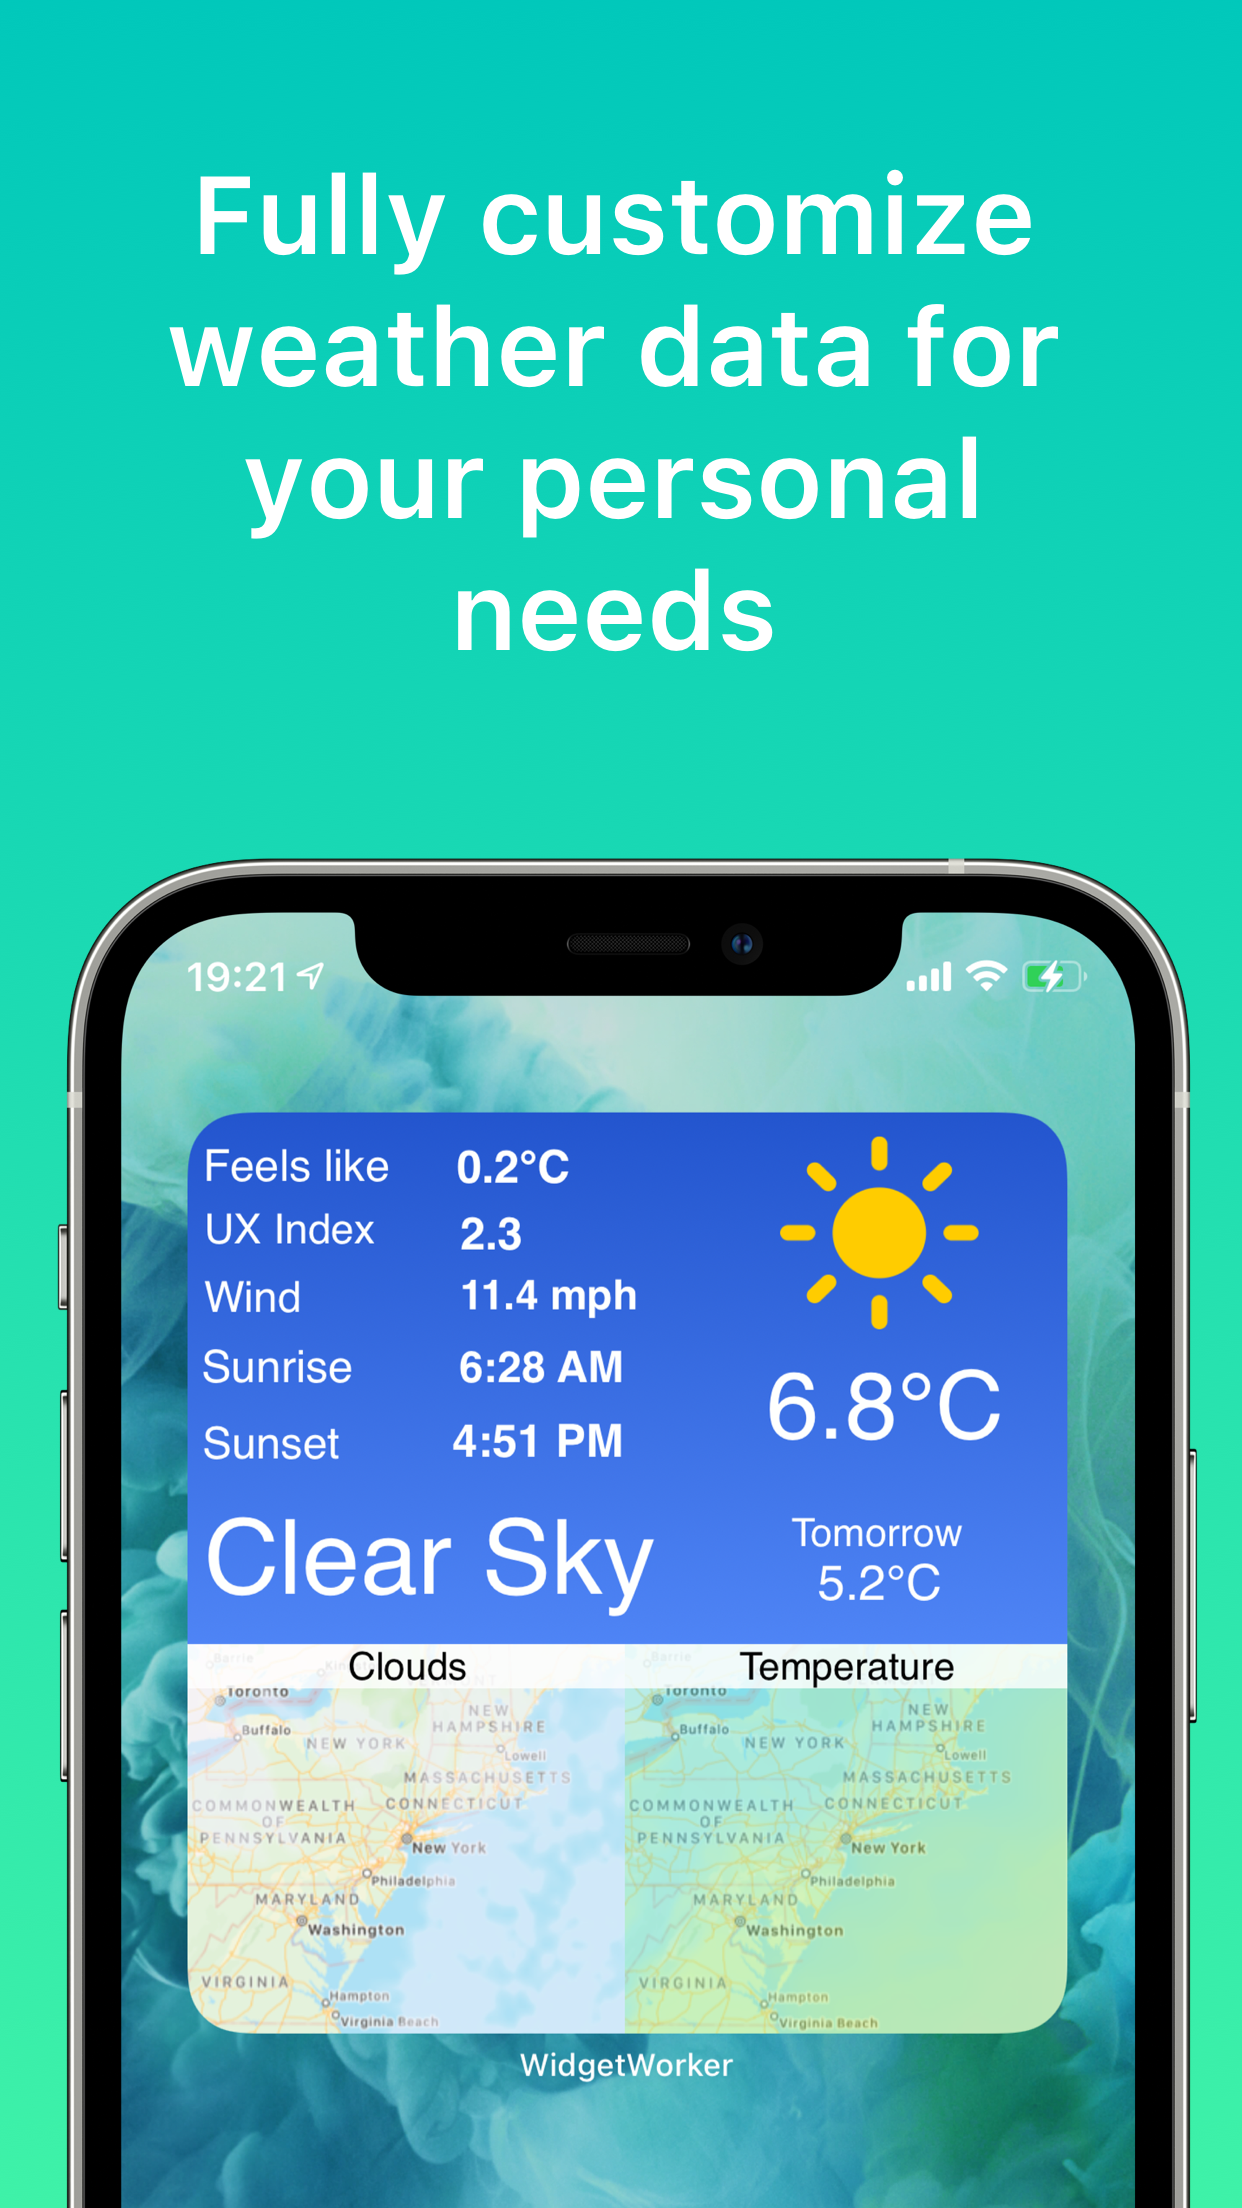 Fully customize
weather data for
your personal
needs
19:21
Feels like 0.2°C
UX Index 2.3
Wind 11.4 mph
Sunrise 6:28 AM
Sunset 4:51 PM
6.8°C
Clear Sky
Tomorrow
5.2°C
Clouds
Barrie
Toronto
Buffalo
NEW YORK
NEW
HAMPSHIRE
Lowell
MASSACHUSETTS
CONNECTICUT
COMMONWEALTH
OF
PENNSYLVANIA
New York
Philadelphia
MARYLAND
Washington
VIRGINIA
Hampton
Virginia Beach
Temperature
Barrie
Toronto
Buffalo
NEW YORK
NEW
HAMPSHIRE
Lowell
MASSACHUSETTS
CONNECTICUT
COMMONWEALTH
OF
PENNSYLVANIA
New York
Philadelphia
MARYLAND
Washington
VIRGINIA
Hampton
Virginia Beach
WidgetWorker